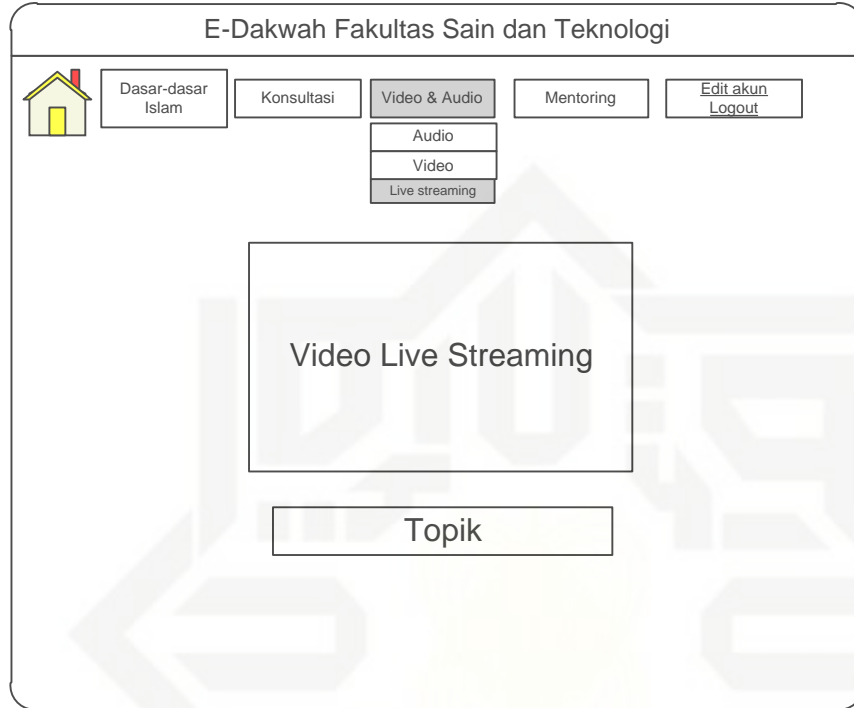 E-Dakwah Fakultas Sain dan Teknologi
Dasar-dasar
Islam
Konsultasi
Video & Audio
Mentoring
Edit akun
Logout
Audio
Video
Live streaming
Video Live Streaming
Topik